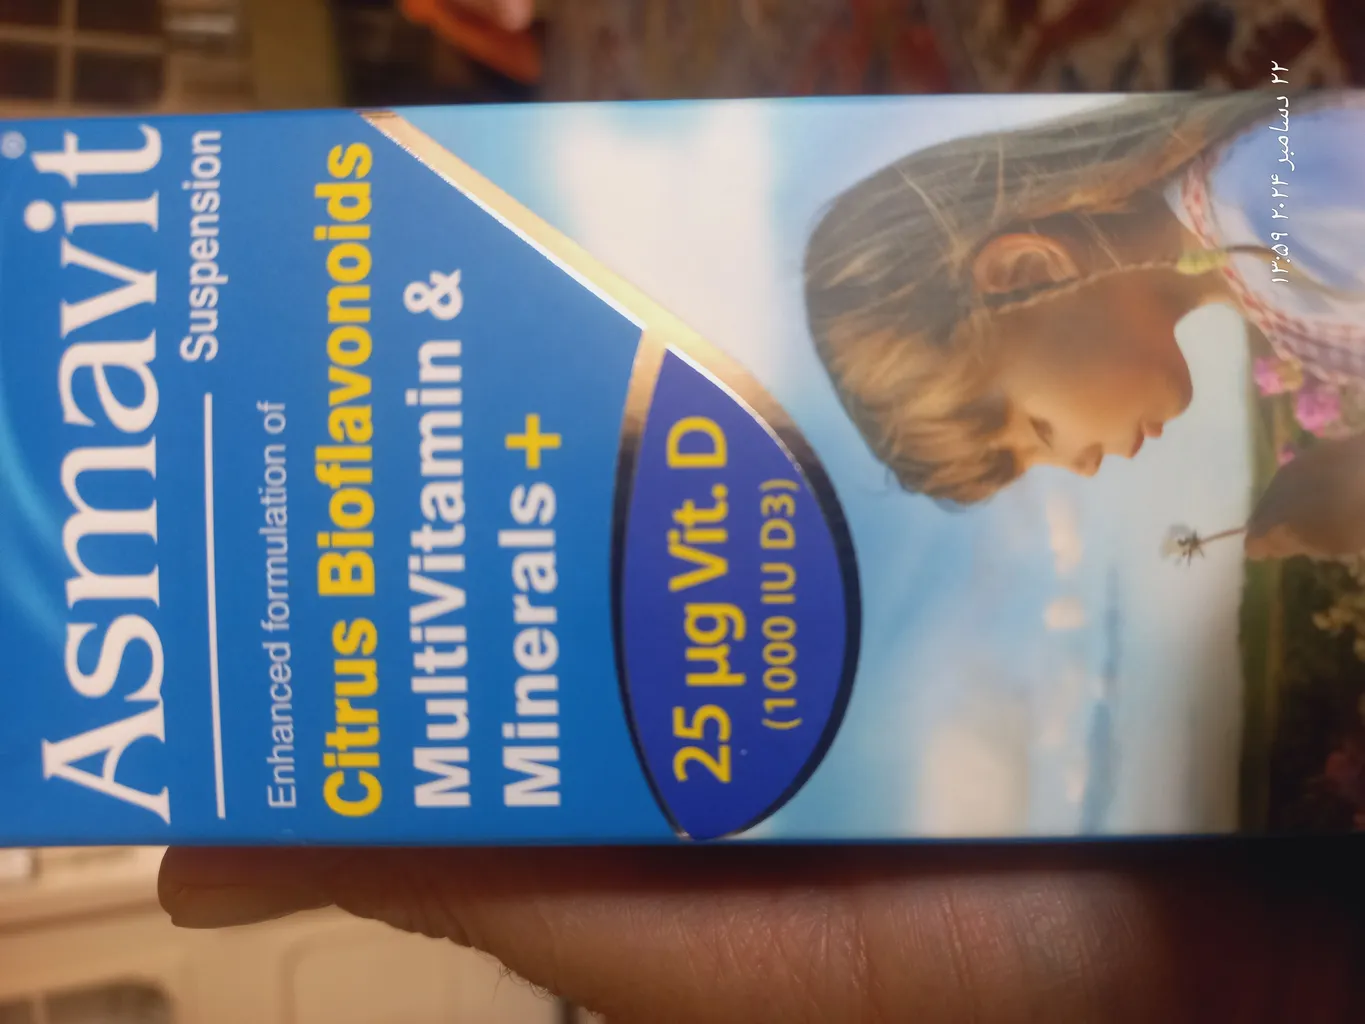 Asmavit®
Suspension
Enhanced formulation of
Citrus Bioflavonoids
MultiVitamin &
Minerals +
25 µg Vit. D
(1000 IU D3)
۲۲ دسامبر ۲۰۲۴ ۱۳:۵۹